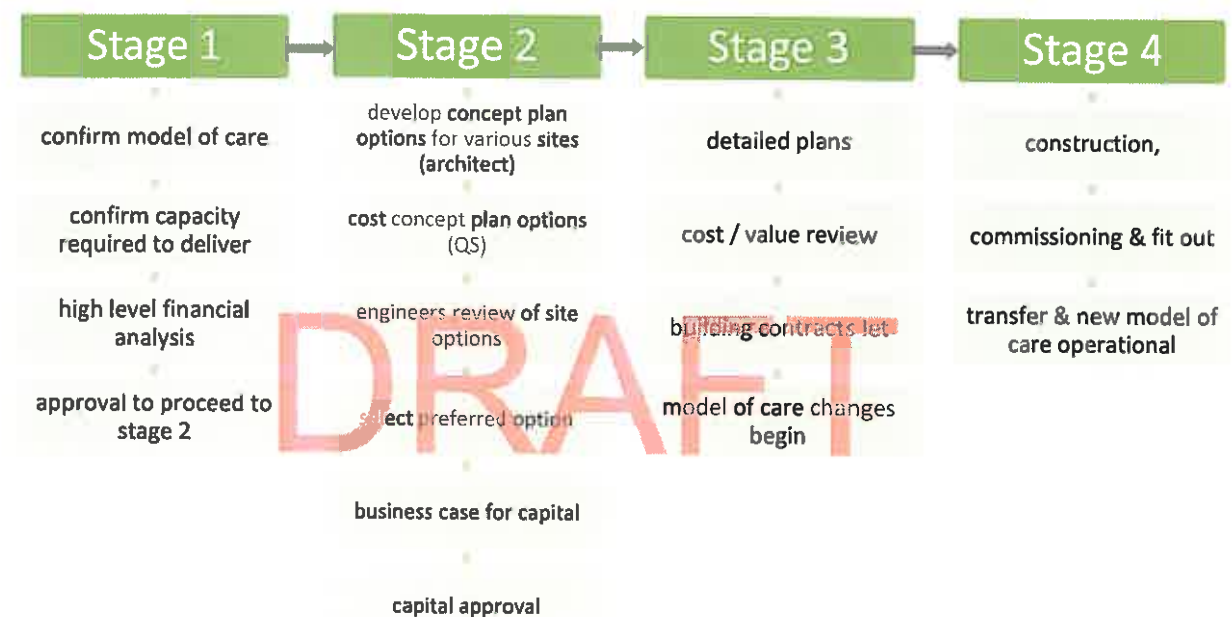 Stage 1
confirm model of care
confirm capacity
required to deliver
high level financial
analysis
approval to proceed to
stage 2
Stage 2
develop concept plan
options for various sites
(architect)
cost concept plan options
(QS)
engineers review of site
options
select preferred option
business case for capital
capital approval
Stage 3
detailed plans
cost / value review
building contracts let
model of care changes
begin
Stage 4
construction,
commissioning & fit out
transfer & new model of
care operational
DRAFT